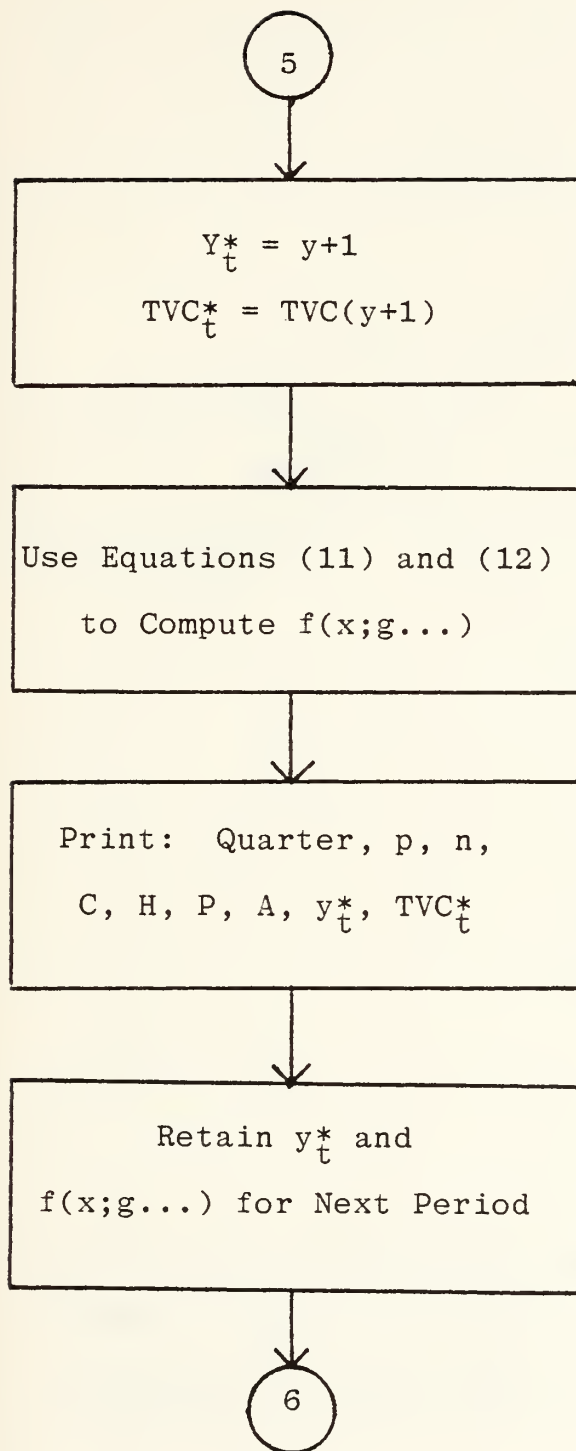 5
Y*t = y+1
TVC*t = TVC(y+1)
Use Equations (11) and (12)
to Compute f(x;g...)
Print: Quarter, p, n,
C, H, P, A, y*t, TVC*t
Retain y*t and
f(x;g...) for Next Period
6